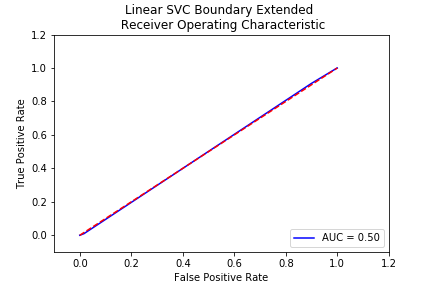 Linear SVC Boundary Extended
Receiver Operating Characteristic
1.2
1.0
0.8
0.6
0.4
0.2
0.0
True Positive Rate
AUC = 0.50
0.0 0.2 0.4 0.6 0.8 1.0 1.2
False Positive Rate